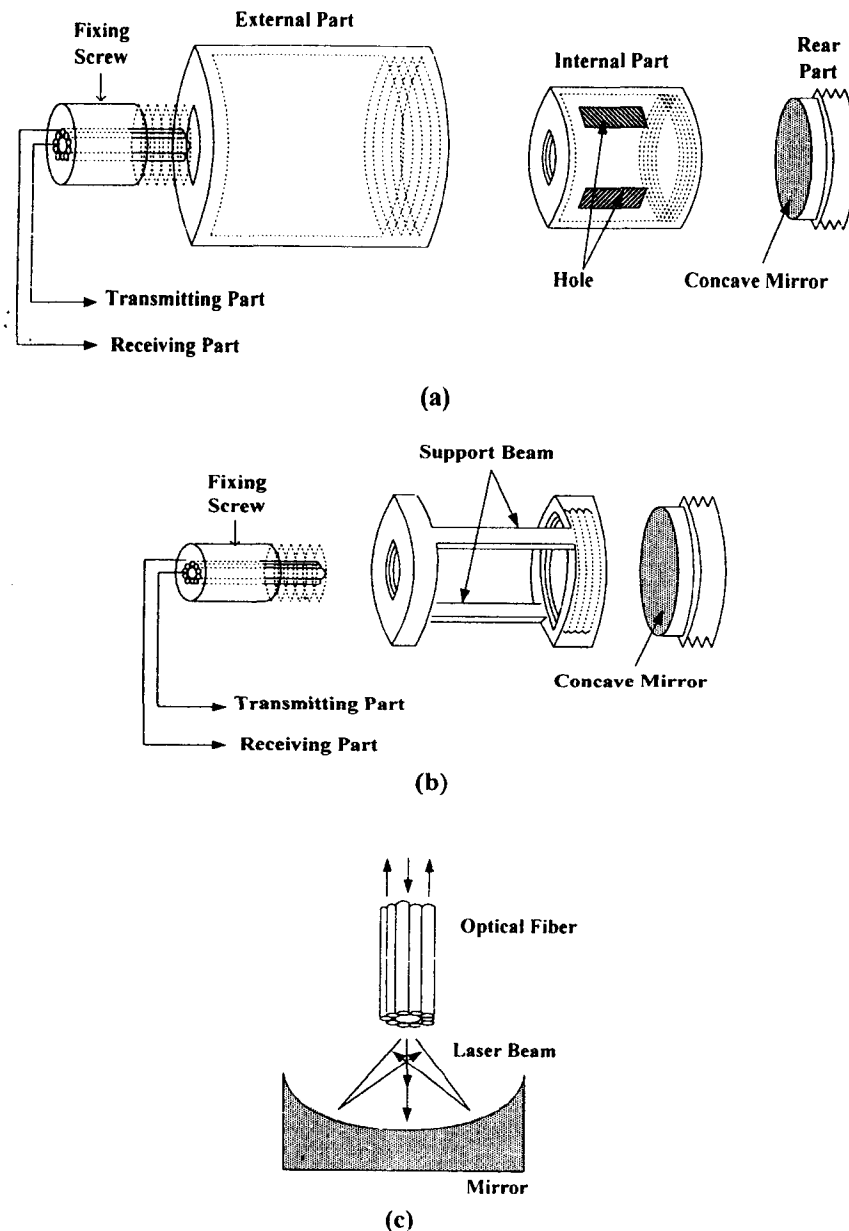 External Part
Fixing
Screw
Internal Part
Rear
Part
Hole
Concave Mirror
Transmitting Part
Receiving Part
(a)
Support Beam
Fixing
Screw
Concave Mirror
Transmitting Part
Receiving Part
(b)
Optical Fiber
Laser Beam
Mirror
(c)